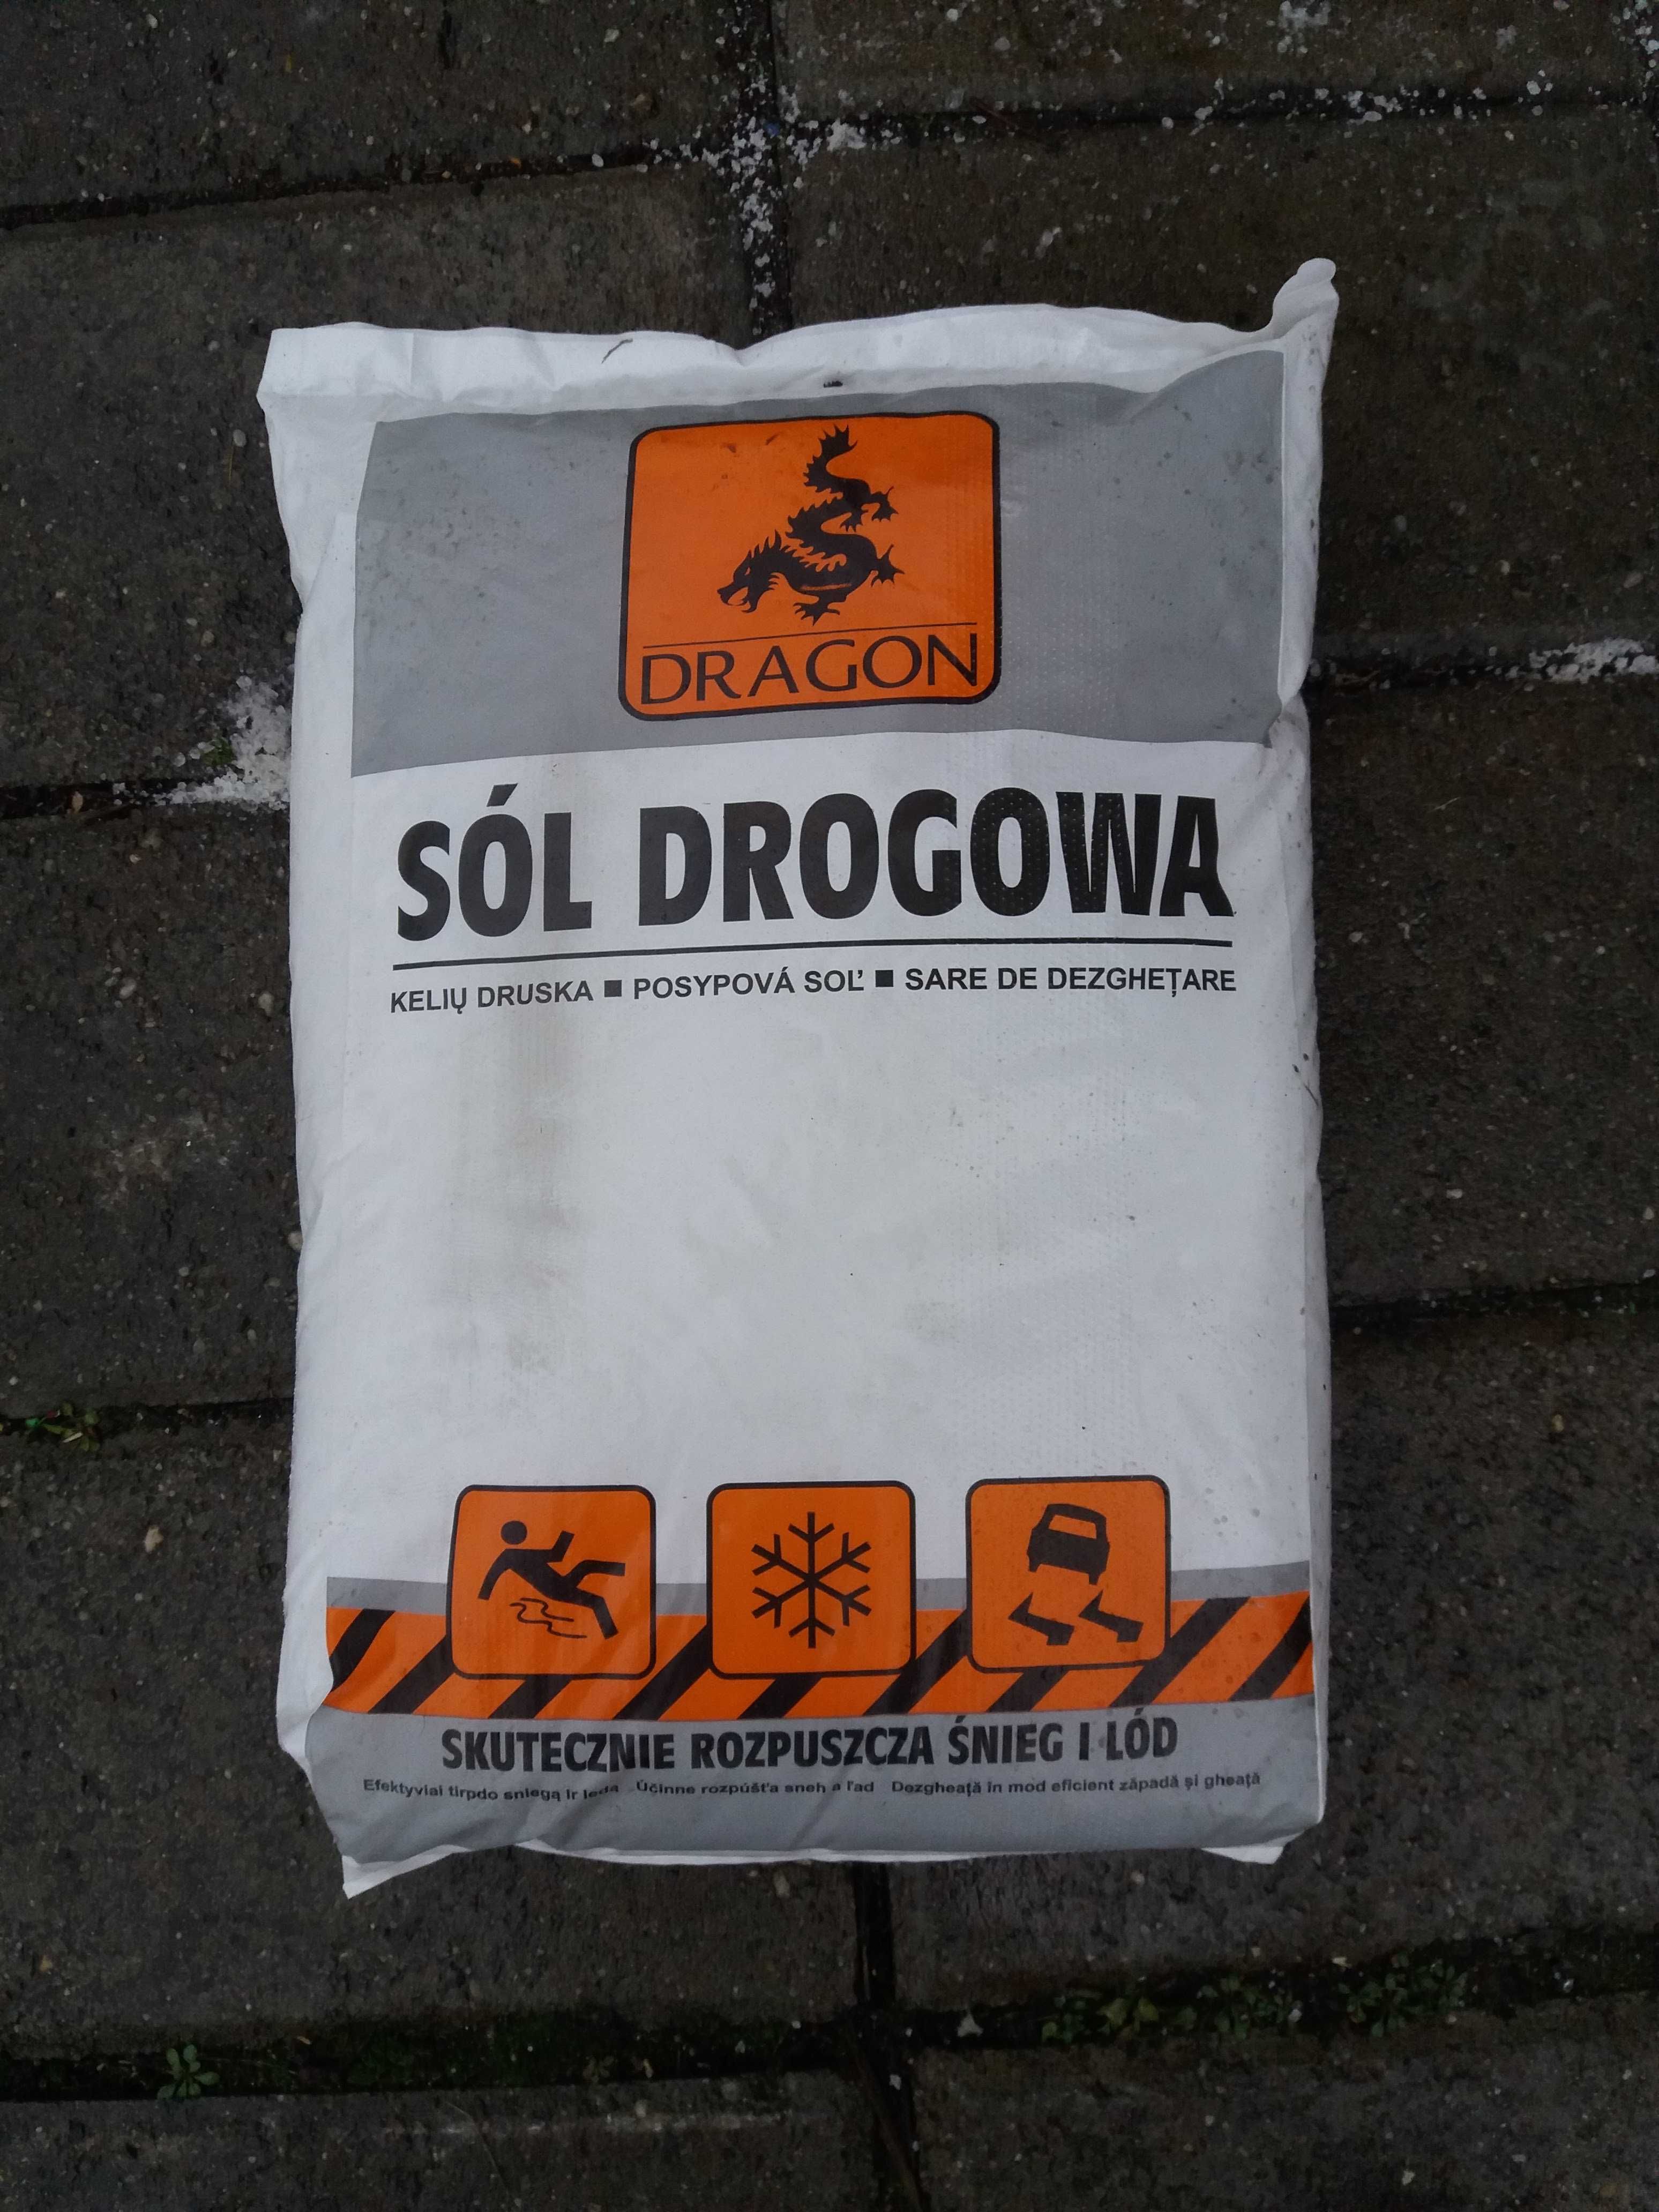 DRAGON
SÓL DROGOWA
KELIŲ DRUSKA ■ POSYPOVÁ SOĽ ■ SARE DE DEZGHEȚARE
SKUTECZNIE ROZPUSZCZA ŚNIEG I LÓD
Efektyviai tirpdo sniegą ir ledą Účinne rozpúšťa sneh a ľad Dezgheață în mod eficient zăpadă și gheață